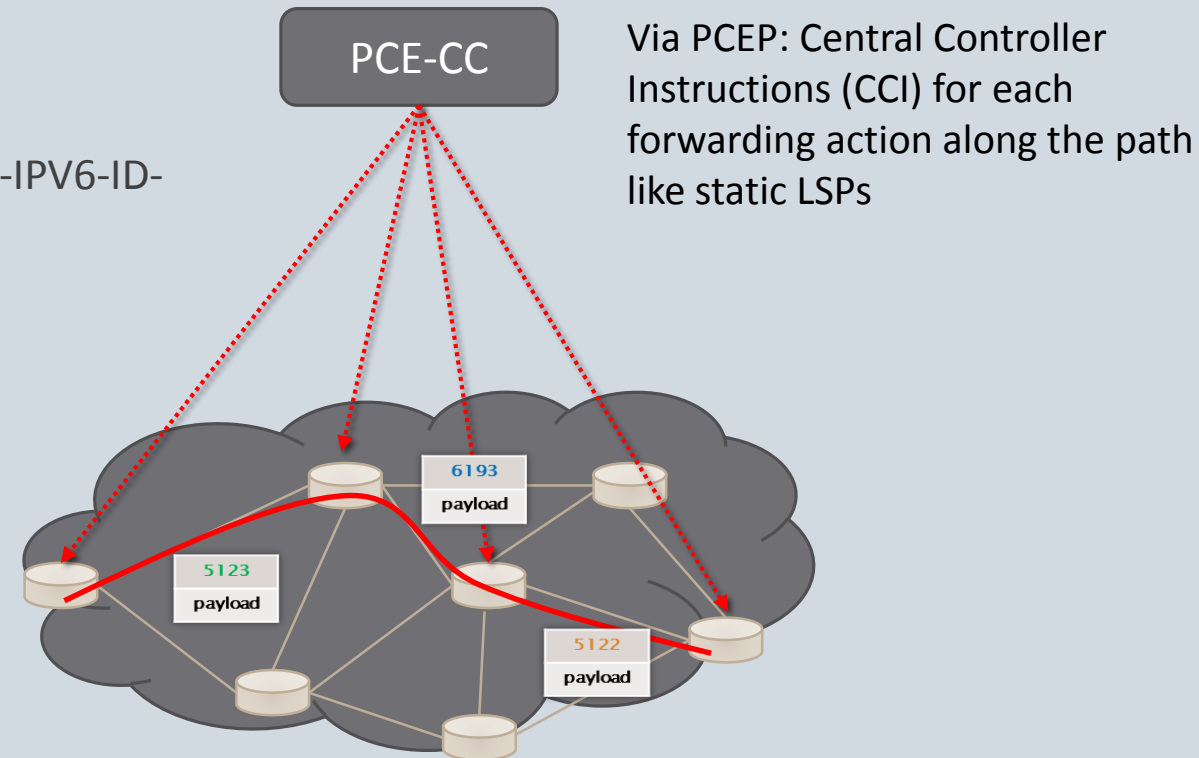 PCE-CC
Via PCEP: Central Controller
Instructions (CCI) for each
forwarding action along the path
like static LSPs
-IPV6-ID-
6193
payload
5123
payload
5122
payload